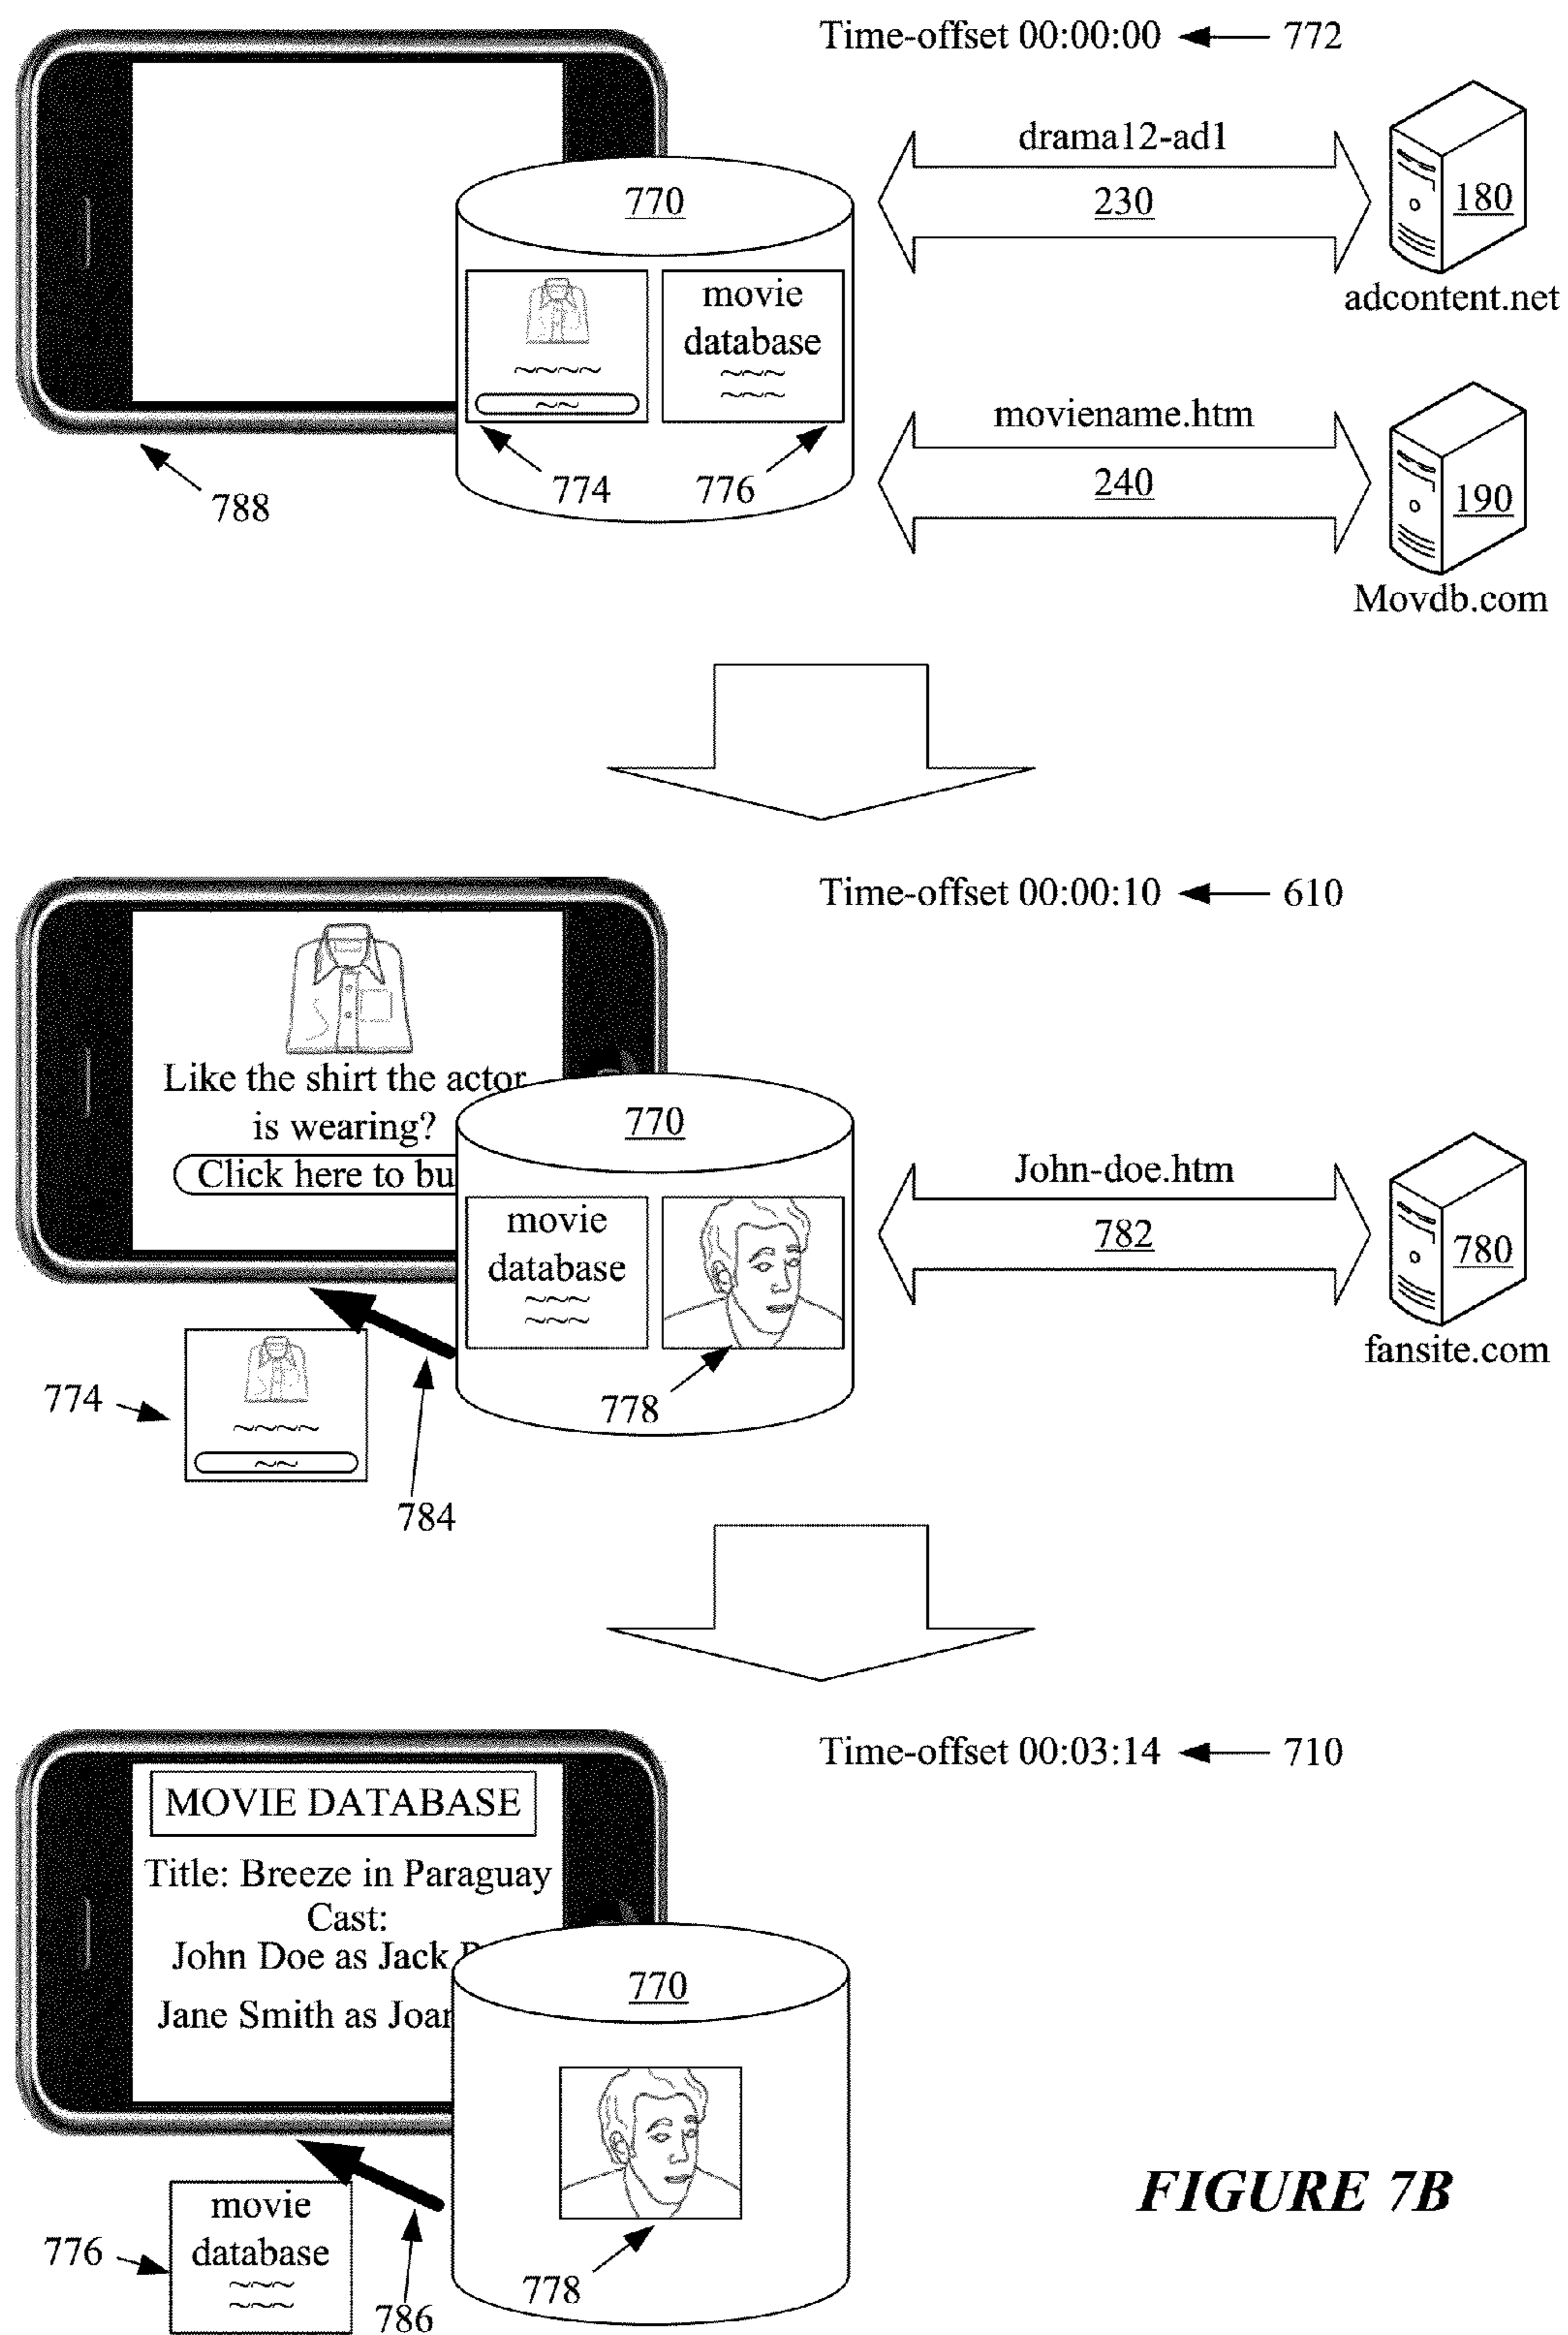 Time-offset 00:00:00 772
drama12-ad1
770
230
180
adcontent.net
movie
database
~~~~
~~~
~~~
~~
moviename.htm
774
776
240
190
788
Movdb.com
Time-offset 00:00:10 610
Like the shirt the actor
is wearing?
Click here to bu
770
John-doe.htm
782
780
fansite.com
movie
database
~~~
~~~
778
774
~~~~
~~
784
Time-offset 00:03:14 710
MOVIE DATABASE
Title: Breeze in Paraguay
Cast:
John Doe as Jack
Jane Smith as Joan
770
FIGURE 7B
776
movie
database
~~~
~~~
786
778